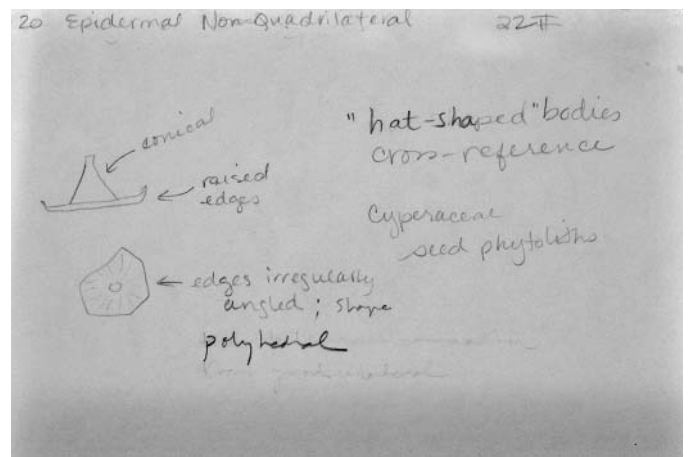 20 Epidermal Non-Quadrilateral 22II
"hat-shaped" bodies
cross-reference
conical
raised
edges
Cyperaceae
seed phytoliths
edges irregularly
angled; shape
polyhedral